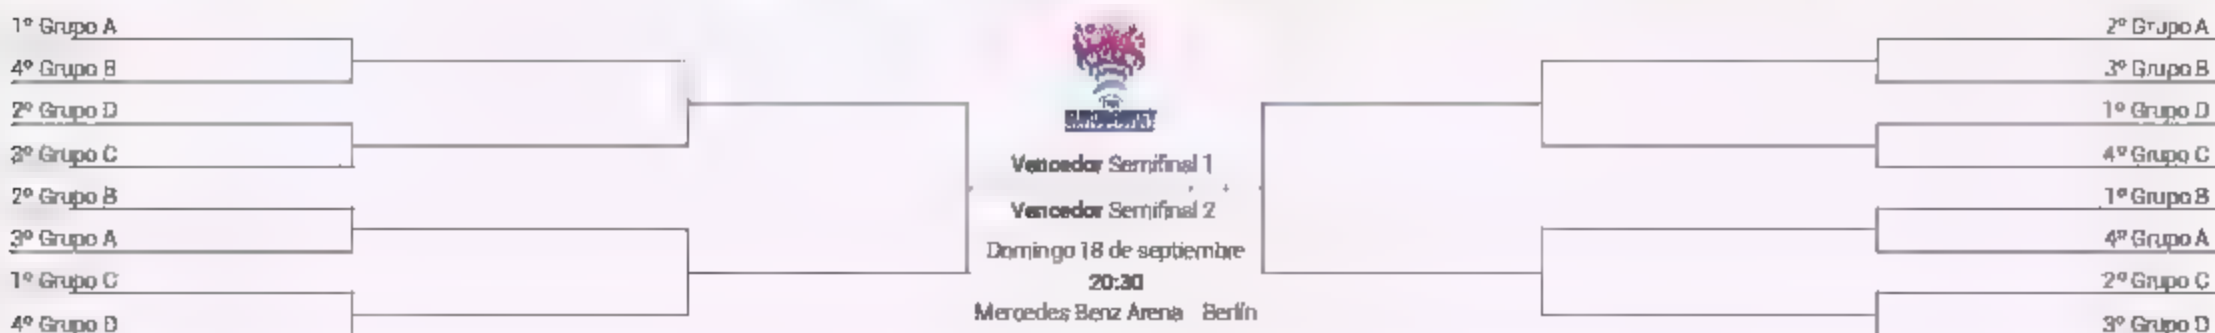 1º Grupo A
4º Grupo B
2º Grupo D
3º Grupo C
2º Grupo B
3º Grupo A
1º Grupo C
4º Grupo D
Vencedor Semifinal 1
Vencedor Semifinal 2
Domingo 18 de septiembre
20:30
Mercedes Benz Arena Berlín
2º Grupo A
3º Grupo B
1º Grupo D
4º Grupo C
1º Grupo B
4º Grupo A
2º Grupo C
3º Grupo D